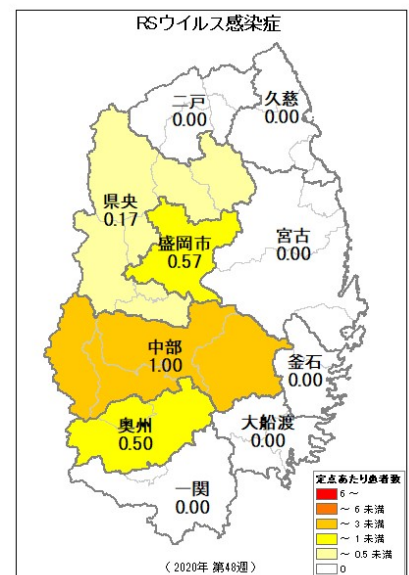 RSウイルス感染症
二戸
0.00
久慈
0.00
県央
0.17
盛岡市
0.57
宮古
0.00
中部
1.00
釜石
0.00
奥州
0.50
大船渡
0.00
一関
0.00
定点あたり患者数
6 ～
～ 6 未満
～ 3 未満
～ 1 未満
～ 0.5 未満
0
（ 2020年 第48週 ）